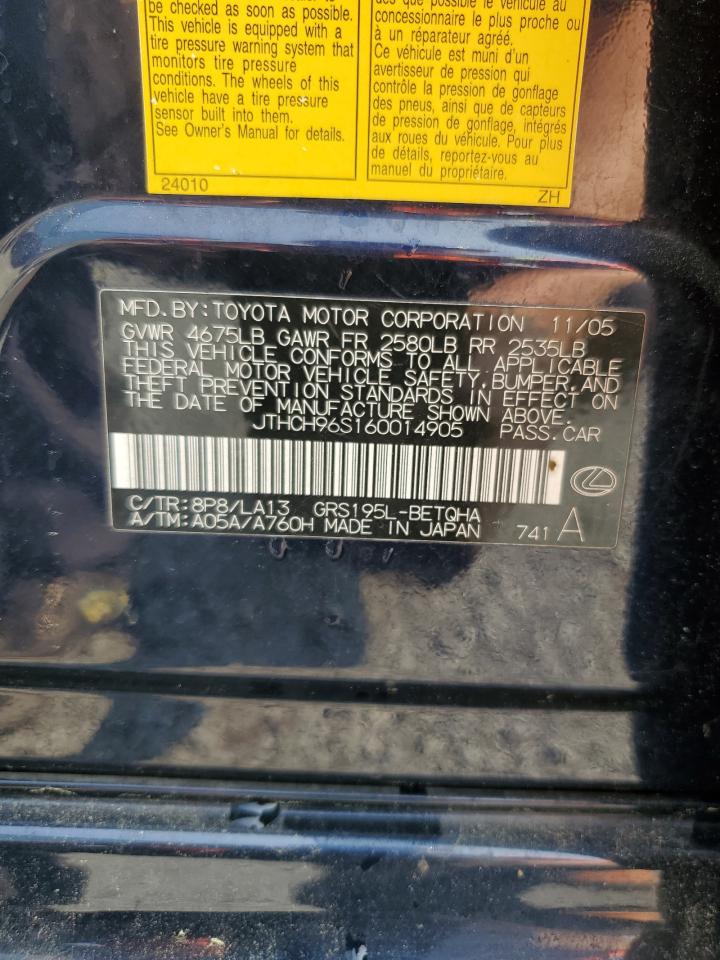 be checked as soon as possible.
This vehicle is equipped with a
tire pressure warning system that
monitors tire pressure
conditions. The wheels of this
vehicle have a tire pressure
sensor built into them.
See Owner's Manual for details.
24010
dès que possible le véhicule au
concessionnaire le plus proche ou
à un réparateur agréé.
Ce véhicule est muni d'un
avertisseur de pression qui
contrôle la pression de gonflage
des pneus, ainsi que de capteurs
de pression de gonflage, intégrés
aux roues du véhicule. Pour plus
de détails, reportez-vous au
manuel du propriétaire.
ZH
MFD.BY:TOYOTA MOTOR CORPORATION 11/05
GVWR 4675LB GAWR FR 2580LB RR 2535LB
THIS VEHICLE CONFORMS TO ALL APPLICABLE
FEDERAL MOTOR VEHICLE SAFETY,BUMPER,AND
THEFT PREVENTION STANDARDS IN EFFECT ON
THE DATE OF MANUFACTURE SHOWN ABOVE.
JTHCH96S160014905 PASS.CAR
C/TR:8P8/LA13 GRS195L-BETQHA
A/TM:A05A/A760H MADE IN JAPAN 741 A